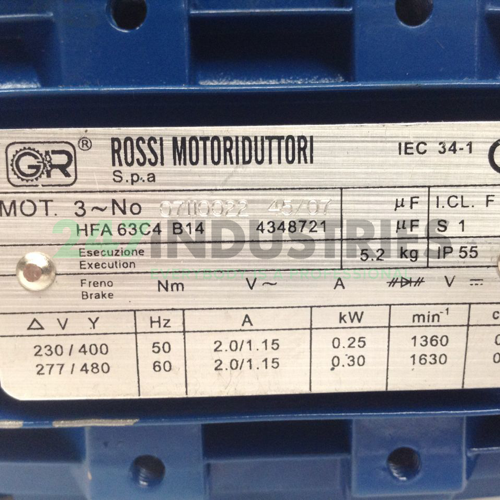 GR® ROSSI MOTORIDUTTORI IEC 34-1
S.p.a
MOT. 3~No µF I.CL. F
HFA 63C4 B14 4348721 µF S 1
Esecuzione
Execution 5.2 kg IP 55
Freno
Brake Nm V~ A V
Δ V Y Hz A kW min-1
230/400 50 2.0/1.15 0.25 1360
277/480 60 2.0/1.15 0.30 1630
247INDUSTRIES